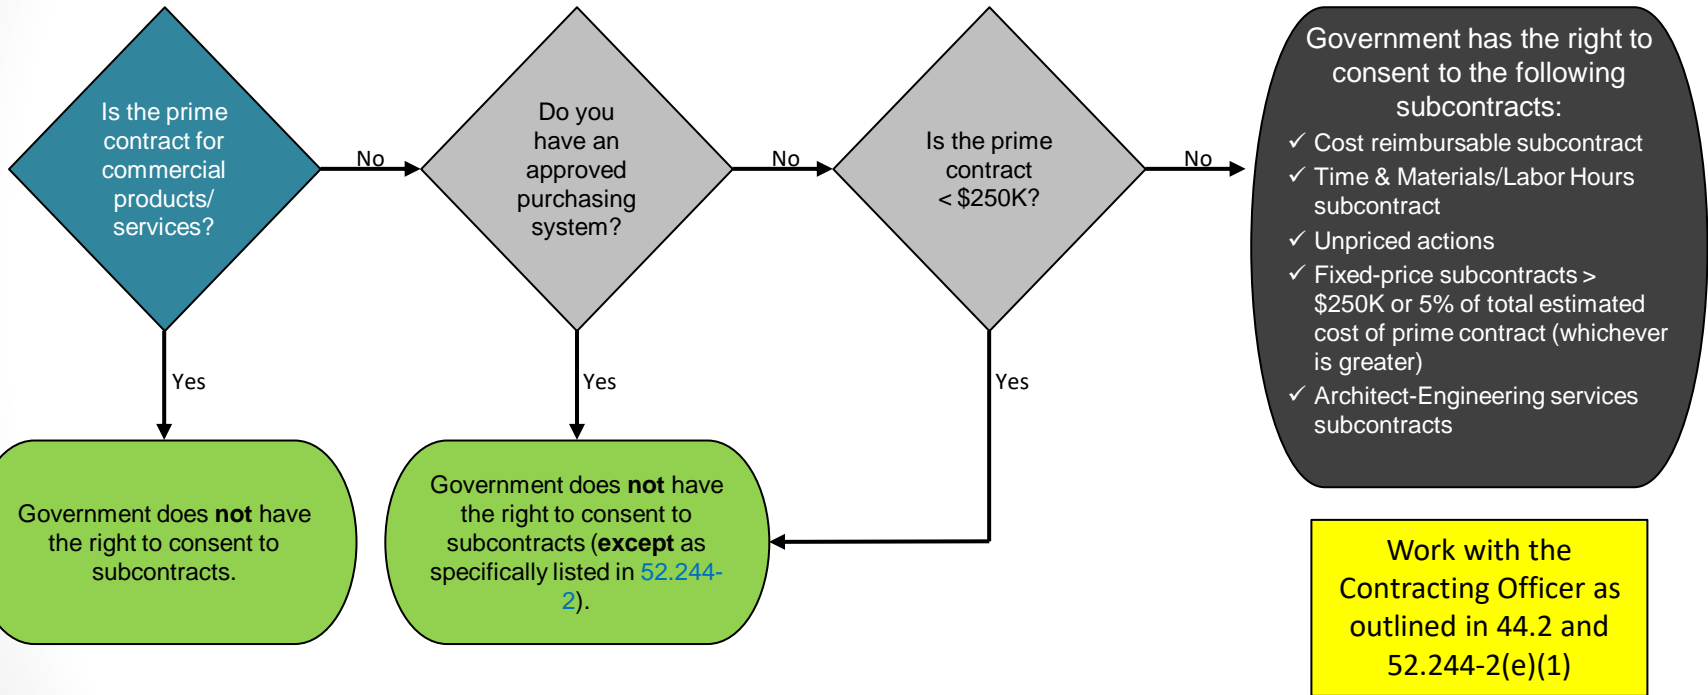 Is the prime
contract for
commercial
products/
services?
No
Do you
have an
approved
purchasing
system?
No
Is the prime
contract
< $250K?
No
Government has the right to
consent to the following
subcontracts:
✓ Cost reimbursable subcontract
✓ Time & Materials/Labor Hours
subcontract
✓ Unpriced actions
✓ Fixed-price subcontracts >
$250K or 5% of total estimated
cost of prime contract (whichever
is greater)
✓ Architect-Engineering services
subcontracts
Yes
Yes
Yes
Government does not have
the right to consent to
subcontracts.
Government does not have
the right to consent to
subcontracts (except as
specifically listed in 52.244-
2).
Work with the
Contracting Officer as
outlined in 44.2 and
52.244-2(e)(1)